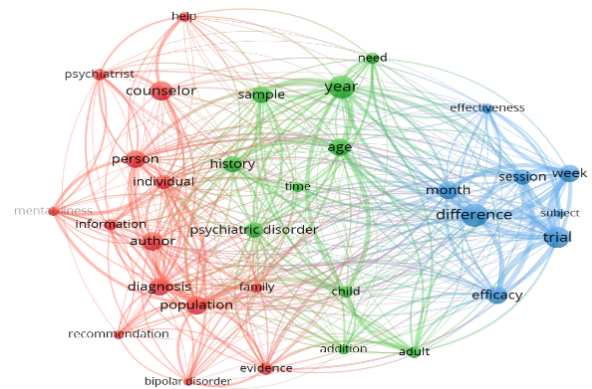 help
need
psychiatrist
counselor
sample
year
effectiveness
age
person
history
individual
time
session
week
month
mental illness
information
psychiatric disorder
difference
subject
author
trial
diagnosis
family
child
population
efficacy
recommendation
addition
adult
evidence
bipolar disorder